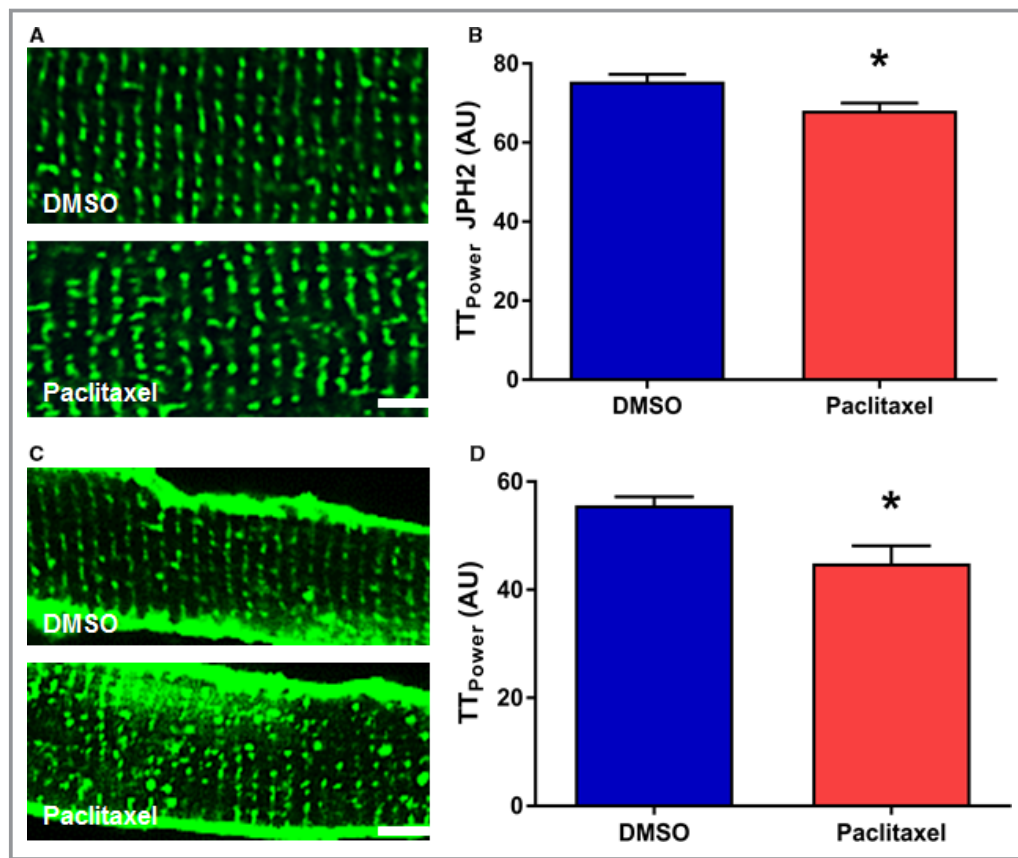 A
DMSO
Paclitaxel
B
TTPower JPH2 (AU)
80
60
40
20
0
*
DMSO
Paclitaxel
C
DMSO
Paclitaxel
D
TTPower (AU)
60
40
20
0
*
DMSO
Paclitaxel